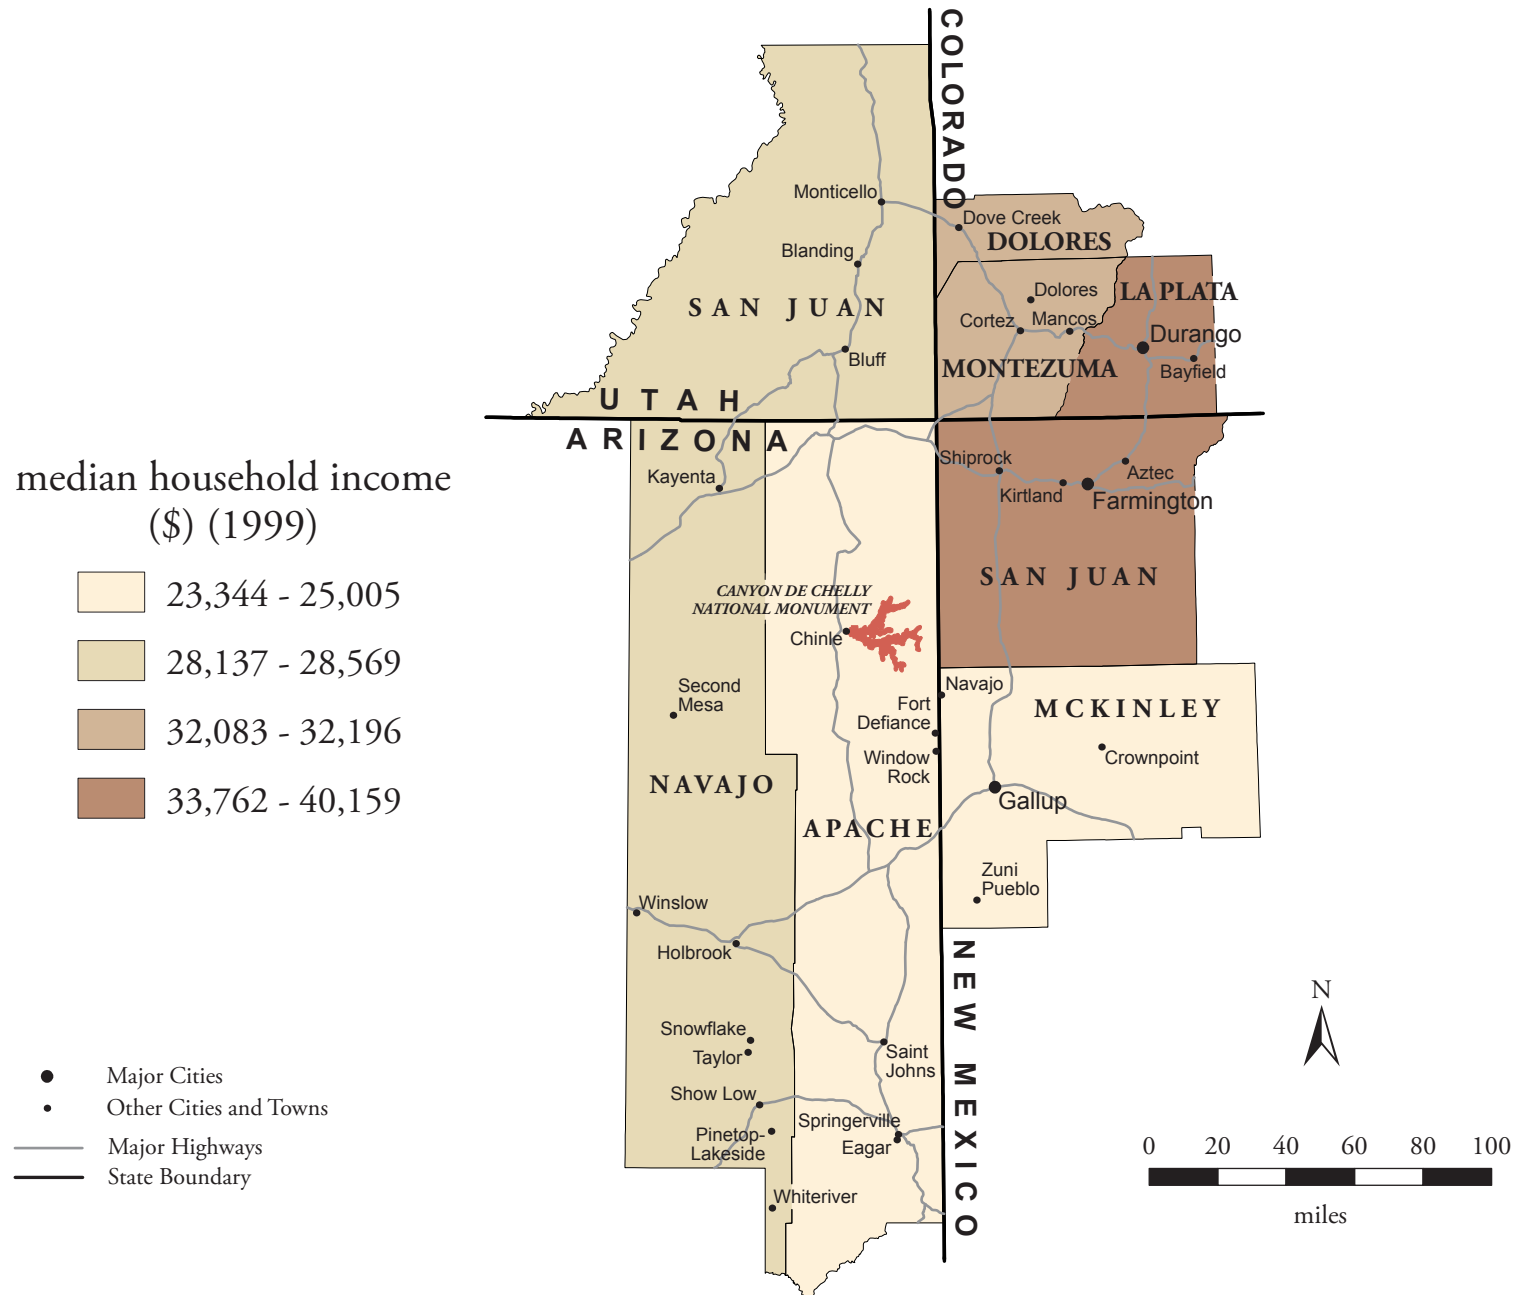 COLORADO
Monticello
Dove Creek
DOLORES
Blanding
Dolores
LA PLATA
SAN JUAN
Cortez
Mancos
Durango
Bluff
MONTEZUMA
Bayfield
UTAH
ARIZONA
median household income
($) (1999)
23,344 - 25,005
28,137 - 28,569
32,083 - 32,196
33,762 - 40,159
Kayenta
Shiprock
Aztec
Kirtland
Farmington
SAN JUAN
CANYON DE CHELLY
NATIONAL MONUMENT
Chinle
Second
Mesa
Navajo
Fort
Defiance
MCKINLEY
Window
Rock
Crownpoint
NAVAJO
Gallup
APACHE
Zuni
Pueblo
Winslow
Holbrook
NEW MEXICO
Snowflake
Taylor
Saint
Johns
Show Low
Springerville
Eagar
Pinetop-
Lakeside
Whiteriver
Major Cities
Other Cities and Towns
Major Highways
State Boundary
N
0 20 40 60 80 100
miles